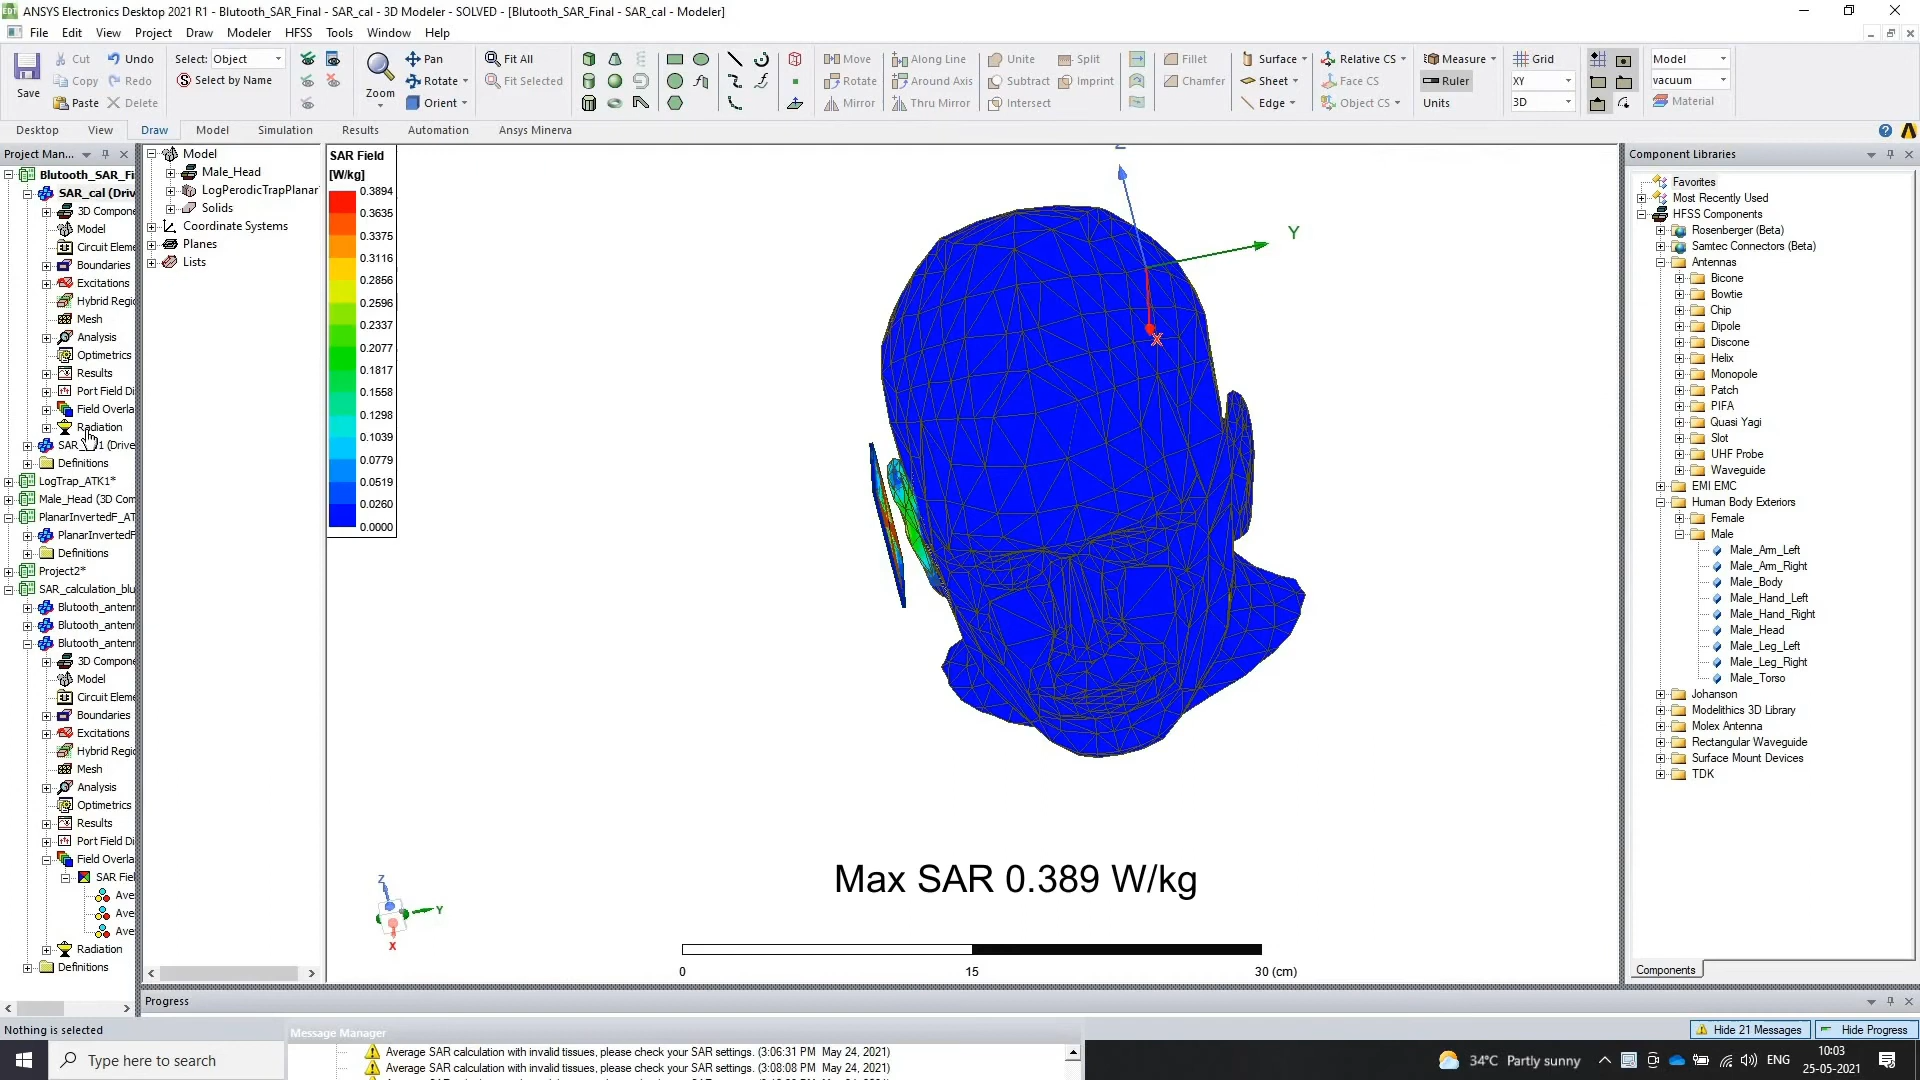 ANSYS Electronics Desktop 2021 R1 - Blutooth_SAR_Final - SAR_cal - 3D Modeler - SOLVED - [Blutooth_SAR_Final - SAR_cal - Modeler]
File Edit View Project Draw Modeler HFSS Tools Window Help
Save
Cut Undo
Copy Redo
Paste Delete
Select: Object
Select by Name
Zoom
Pan
Rotate
Orient
Fit All
Fit Selected
Move Along Line Unite Split Fillet Surface Relative CS Measure Grid Model
Rotate Around Axis Subtract Imprint Chamfer Sheet Face CS Ruler XY vacuum
Mirror Thru Mirror Intersect Edge Object CS Units 3D Material
Desktop View Draw Model Simulation Results Automation Ansys Minerva
Project Man...
Blutooth_SAR_Fi
SAR_cal (Driv
3D Compone
Model
Circuit Eleme
Boundaries
Excitations
Hybrid Regio
Mesh
Analysis
Optimetrics
Results
Port Field Di
Field Overla
Radiation
(Drive
Definitions
LogTrap_ATK1*
Male_Head (3D Com
PlanarInvertedF_AT
PlanarInvertedF
Definitions
Project2*
SAR_calculation_blu
Blutooth_antenn
Blutooth_antenn
Blutooth_antenn
3D Compone
Model
Circuit Eleme
Boundaries
Excitations
Hybrid Regio
Mesh
Analysis
Optimetrics
Results
Port Field Di
Field Overla
SAR Fiel
Ave
Ave
Ave
Radiation
Definitions
Model
Male_Head
LogPerodicTrapPlanar
Solids
Coordinate Systems
Planes
Lists
SAR Field
[W/kg]
0.3894
0.3635
0.3375
0.3116
0.2856
0.2596
0.2337
0.2077
0.1817
0.1558
0.1298
0.1039
0.0779
0.0519
0.0260
0.0000
Z
Y
X
Z
Y
X
Max SAR 0.389 W/kg
0 15 30 (cm)
Component Libraries
Favorites
Most Recently Used
HFSS Components
Rosenberger (Beta)
Samtec Connectors (Beta)
Antennas
Bicone
Bowtie
Chip
Dipole
Discone
Helix
Monopole
Patch
PIFA
Quasi Yagi
Slot
UHF Probe
Waveguide
EMI EMC
Human Body Exteriors
Female
Male
Male_Arm_Left
Male_Arm_Right
Male_Body
Male_Hand_Left
Male_Hand_Right
Male_Head
Male_Leg_Left
Male_Leg_Right
Male_Torso
Johanson
Modelithics 3D Library
Molex Antenna
Rectangular Waveguide
Surface Mount Devices
TDK
Components
Progress
Nothing is selected
Hide 21 Messages Hide Progress
Message Manager
Average SAR calculation with invalid tissues, please check your SAR settings. (3:06:31 PM May 24, 2021)
Average SAR calculation with invalid tissues, please check your SAR settings. (3:08:08 PM May 24, 2021)
Type here to search
34°C Partly sunny
ENG
10:03
25-05-2021